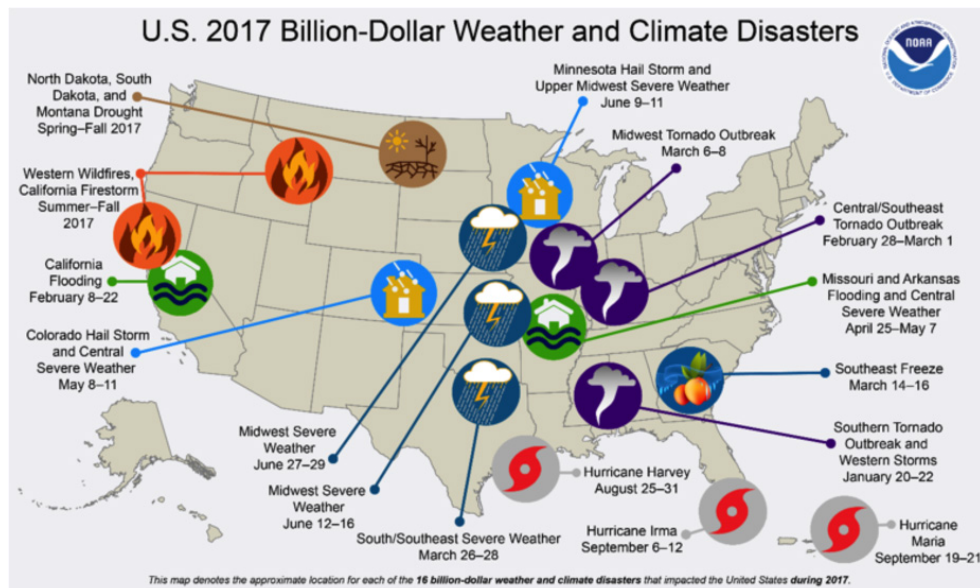 U.S. 2017 Billion-Dollar Weather and Climate Disasters
NOAA
North Dakota, South
Dakota, and
Montana Drought
Spring–Fall 2017
Minnesota Hail Storm and
Upper Midwest Severe Weather
June 9–11
Midwest Tornado Outbreak
March 6–8
Western Wildfires,
California Firestorm
Summer–Fall
2017
Central/Southeast
Tornado Outbreak
February 28–March 1
California
Flooding
February 8–22
Missouri and Arkansas
Flooding and Central
Severe Weather
April 25–May 7
Colorado Hail Storm
and Central
Severe Weather
May 8–11
Southeast Freeze
March 14–16
Midwest Severe
Weather
June 27–29
Southern Tornado
Outbreak and
Western Storms
January 20–22
Midwest Severe
Weather
June 12–16
Hurricane Harvey
August 25–31
South/Southeast Severe Weather
March 26–28
Hurricane Irma
September 6–12
Hurricane
Maria
September 19–21
This map denotes the approximate location for each of the 16 billion-dollar weather and climate disasters that impacted the United States during 2017.